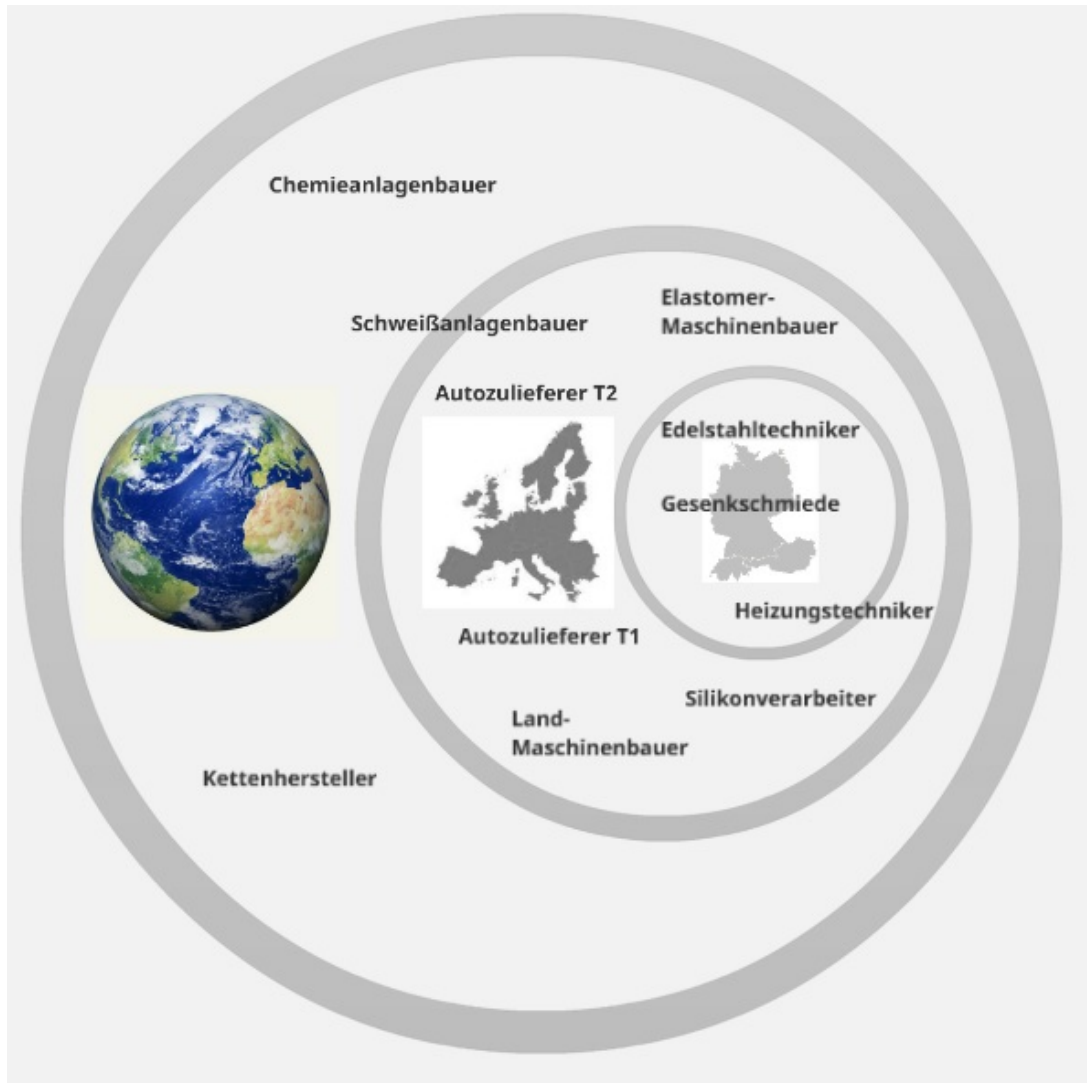 Chemieanlagenbauer
Elastomer-
Maschinenbauer
Schweißanlagenbauer
Autozulieferer T2
Edelstahltechniker
Gesenkschmiede
Heizungstechniker
Autozulieferer T1
Silikonverarbeiter
Land-
Maschinenbauer
Kettenhersteller